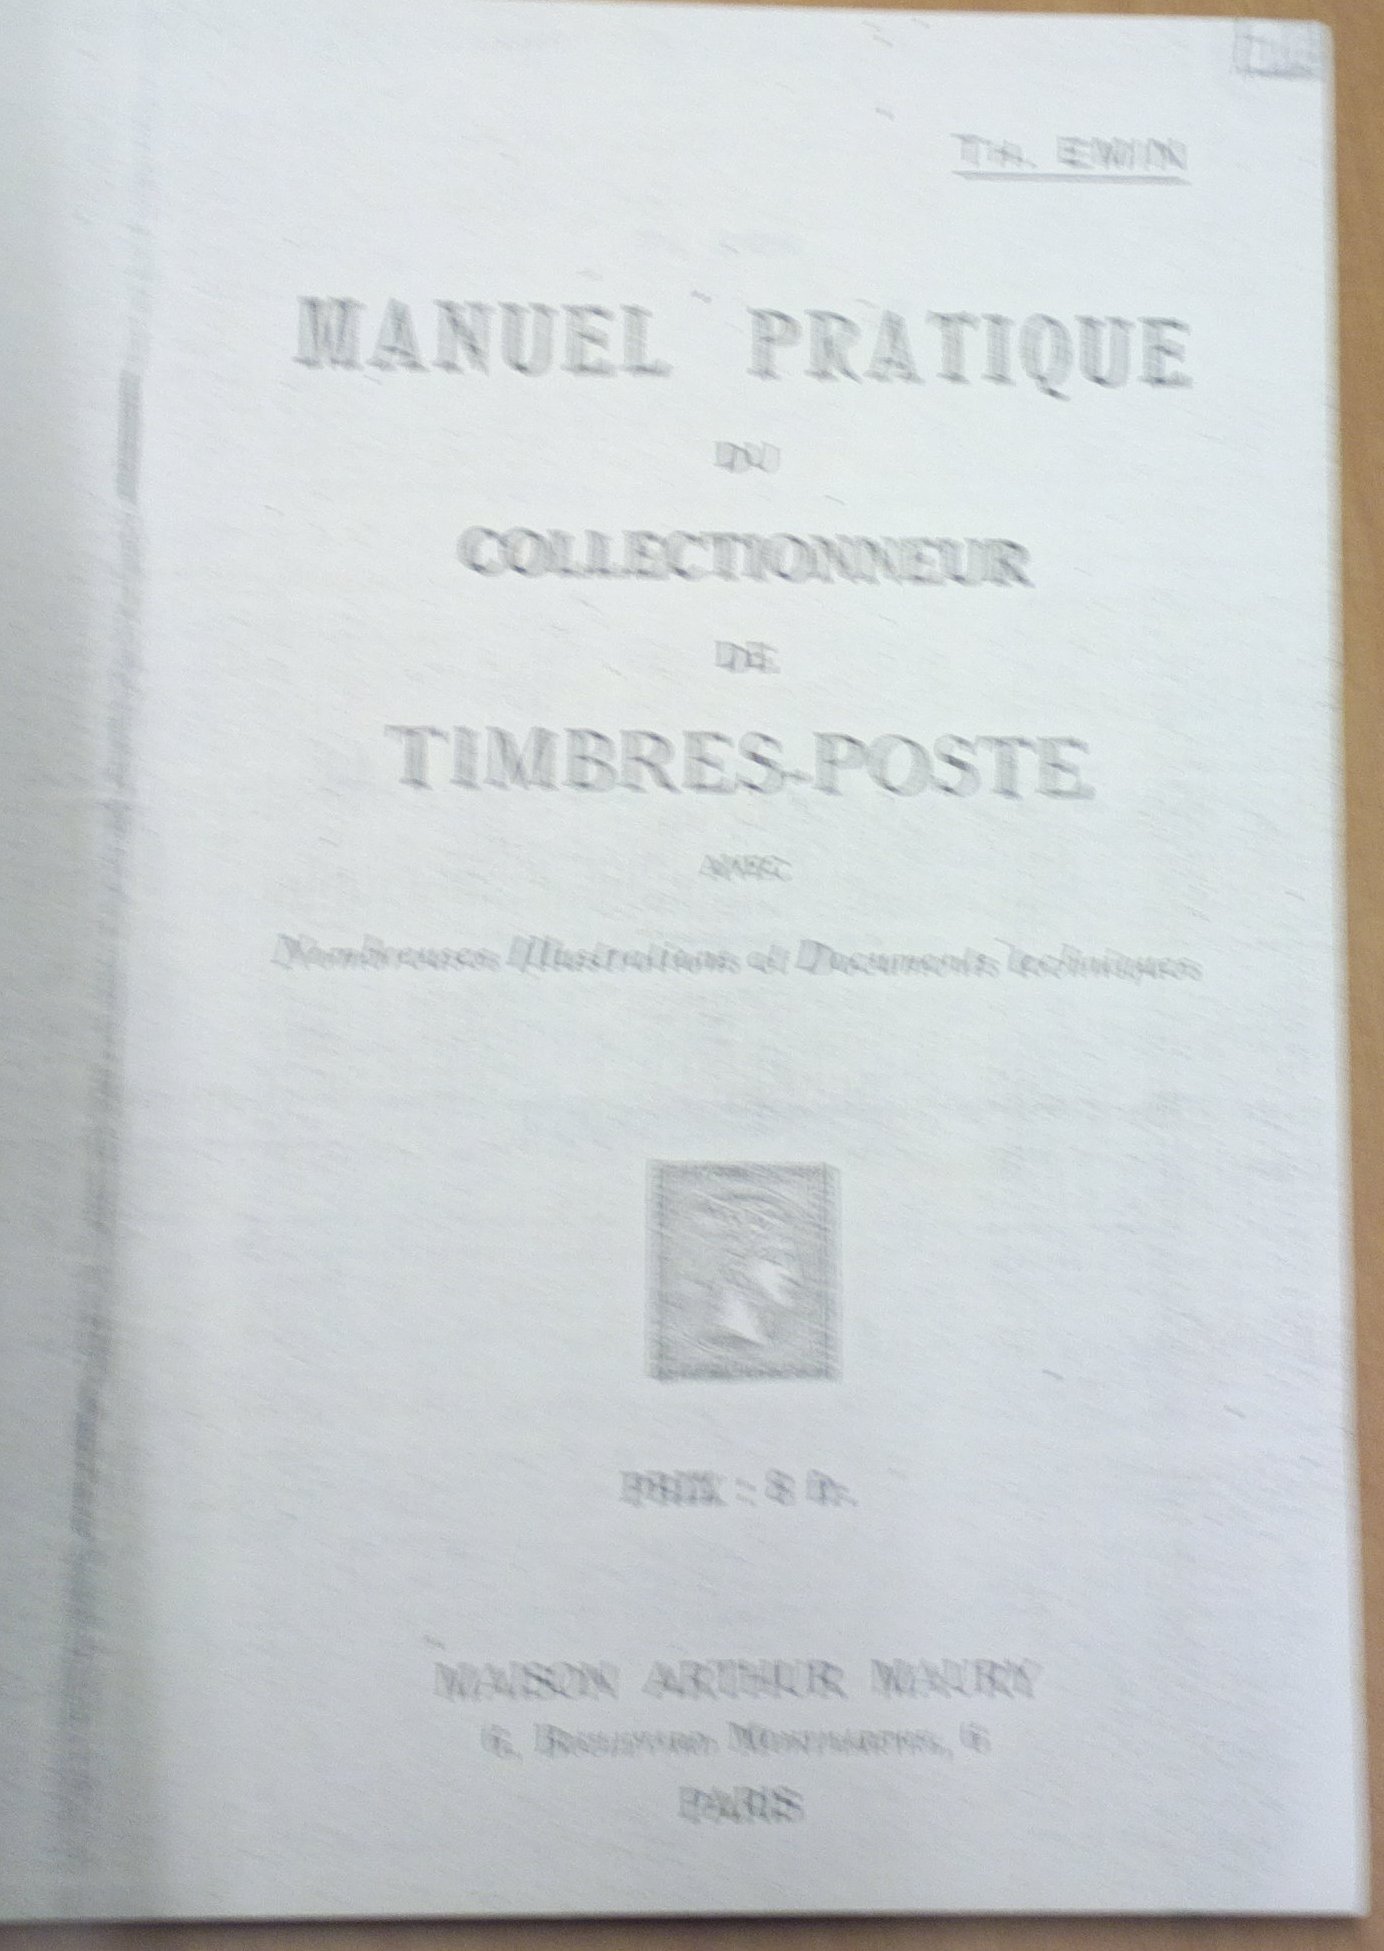 TH. EWIN
MANUEL PRATIQUE
DU
COLLECTIONNEUR
DE
TIMBRES-POSTE
AVEC
Nombreuses Illustrations et Documents techniques
PRIX : fr.
MAISON ARTHUR MAURY
6, BOULEVARD MONTMARTRE, 6
PARIS